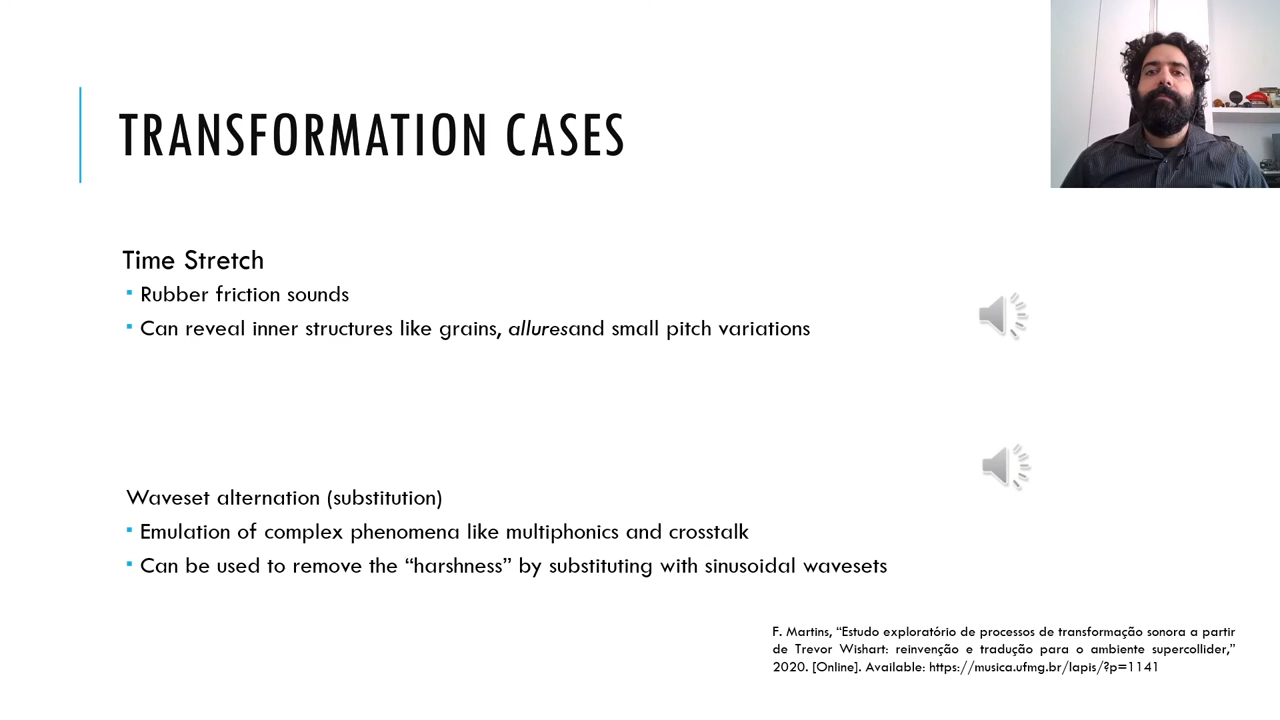 TRANSFORMATION CASES
Time Stretch
▪ Rubber friction sounds
▪ Can reveal inner structures like grains, alluresand small pitch variations
Waveset alternation (substitution)
▪ Emulation of complex phenomena like multiphonics and crosstalk
▪ Can be used to remove the “harshness” by substituting with sinusoidal wavesets
F. Martins, “Estudo exploratório de processos de transformação sonora a partir
de Trevor Wishart: reinvenção e tradução para o ambiente supercollider,”
2020. [Online]. Available: https://musica.ufmg.br/lapis/?p=1141